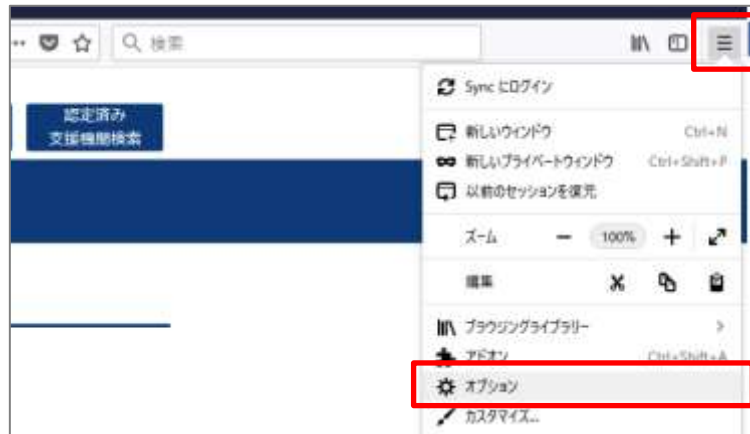 検索
認定済み
支援機関検索
Sync にログイン
新しいウィンドウ Ctrl+N
新しいプライベートウィンドウ Ctrl+Shift+P
以前のセッションを復元
ズーム 100%
編集
ブラウジングライブラリー
アドオン Ctrl+Shift+A
オプション
カスタマイズ...